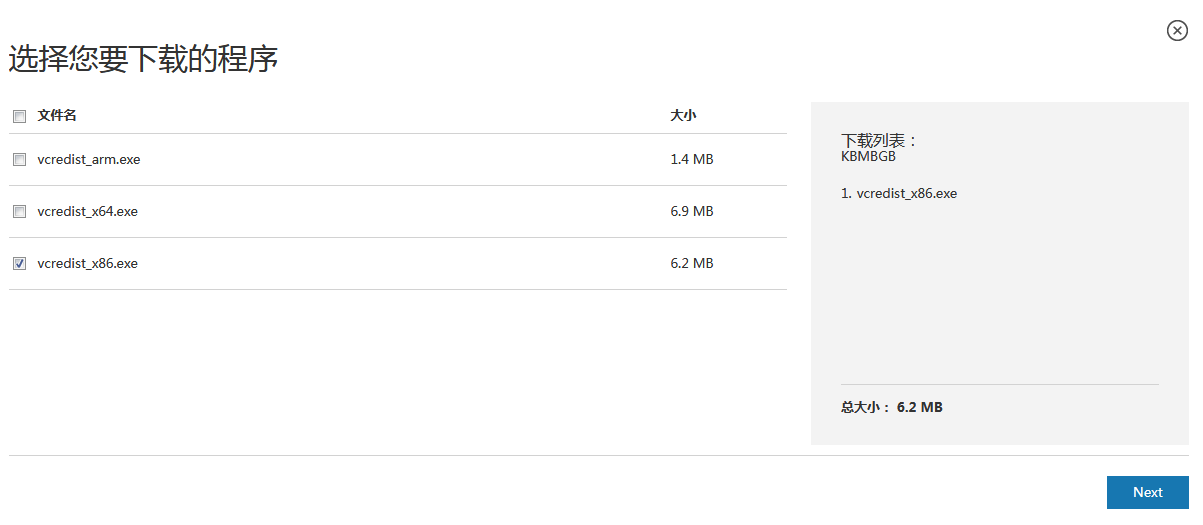 选择您要下载的程序
文件名 大小
vcredist_arm.exe 1.4 MB
vcredist_x64.exe 6.9 MB
vcredist_x86.exe 6.2 MB
下载列表：
KBMBGB
1. vcredist_x86.exe
总大小： 6.2 MB
Next